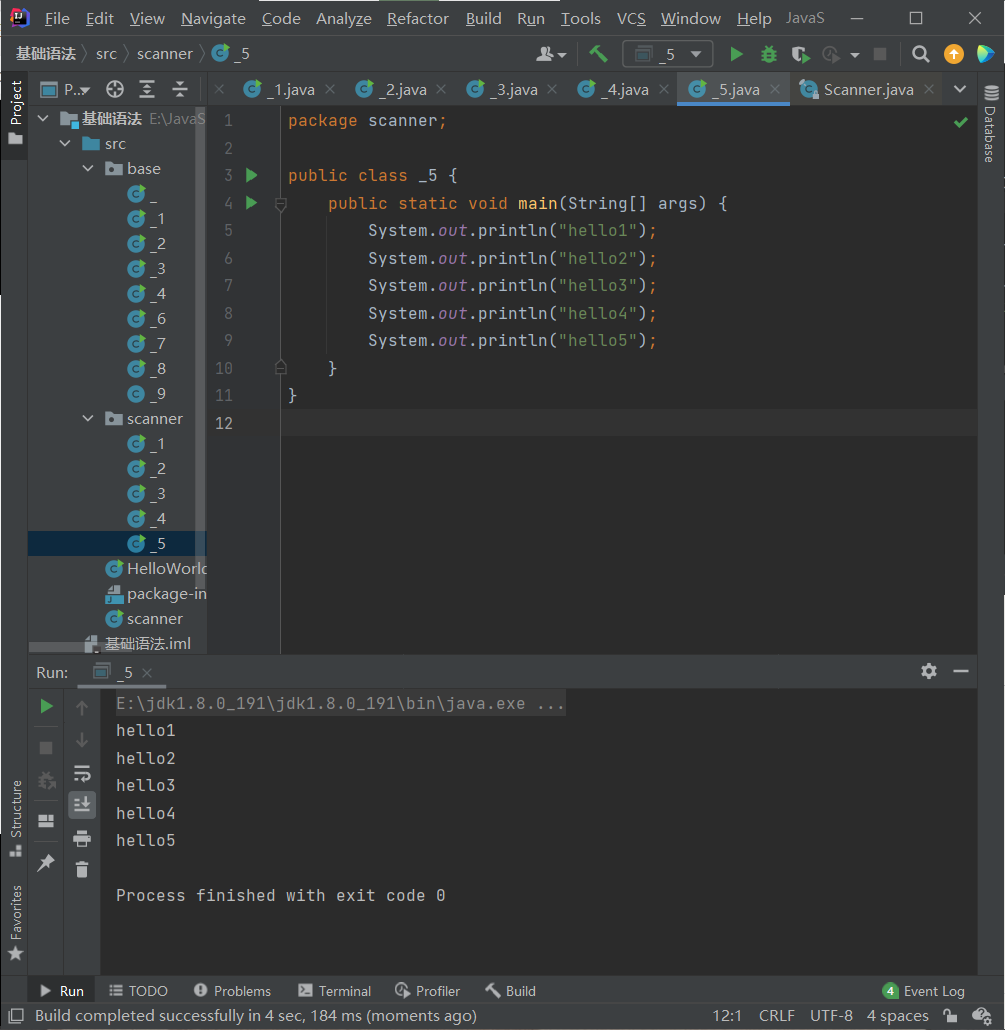 File Edit View Navigate Code Analyze Refactor Build Run Tools VCS Window Help JavaS
基础语法 src scanner _5 _5
Project P... _1.java _2.java _3.java _4.java _5.java Scanner.java
Database
基础语法 E:\JavaS
src
base
_
_1
_2
_3
_4
_6
_7
_8
_9
scanner
_1
_2
_3
_4
_5
HelloWorld
package-in
scanner
基础语法.iml
1 package scanner;
2
3 public class _5 {
4 public static void main(String[] args) {
5 System.out.println("hello1");
6 System.out.println("hello2");
7 System.out.println("hello3");
8 System.out.println("hello4");
9 System.out.println("hello5");
10 }
11 }
12
Run: _5
E:\jdk1.8.0_191\jdk1.8.0_191\bin\java.exe ...
hello1
hello2
hello3
hello4
hello5
Process finished with exit code 0
Structure
Favorites
Run TODO Problems Terminal Profiler Build 4 Event Log
Build completed successfully in 4 sec, 184 ms (moments ago) 12:1 CRLF UTF-8 4 spaces